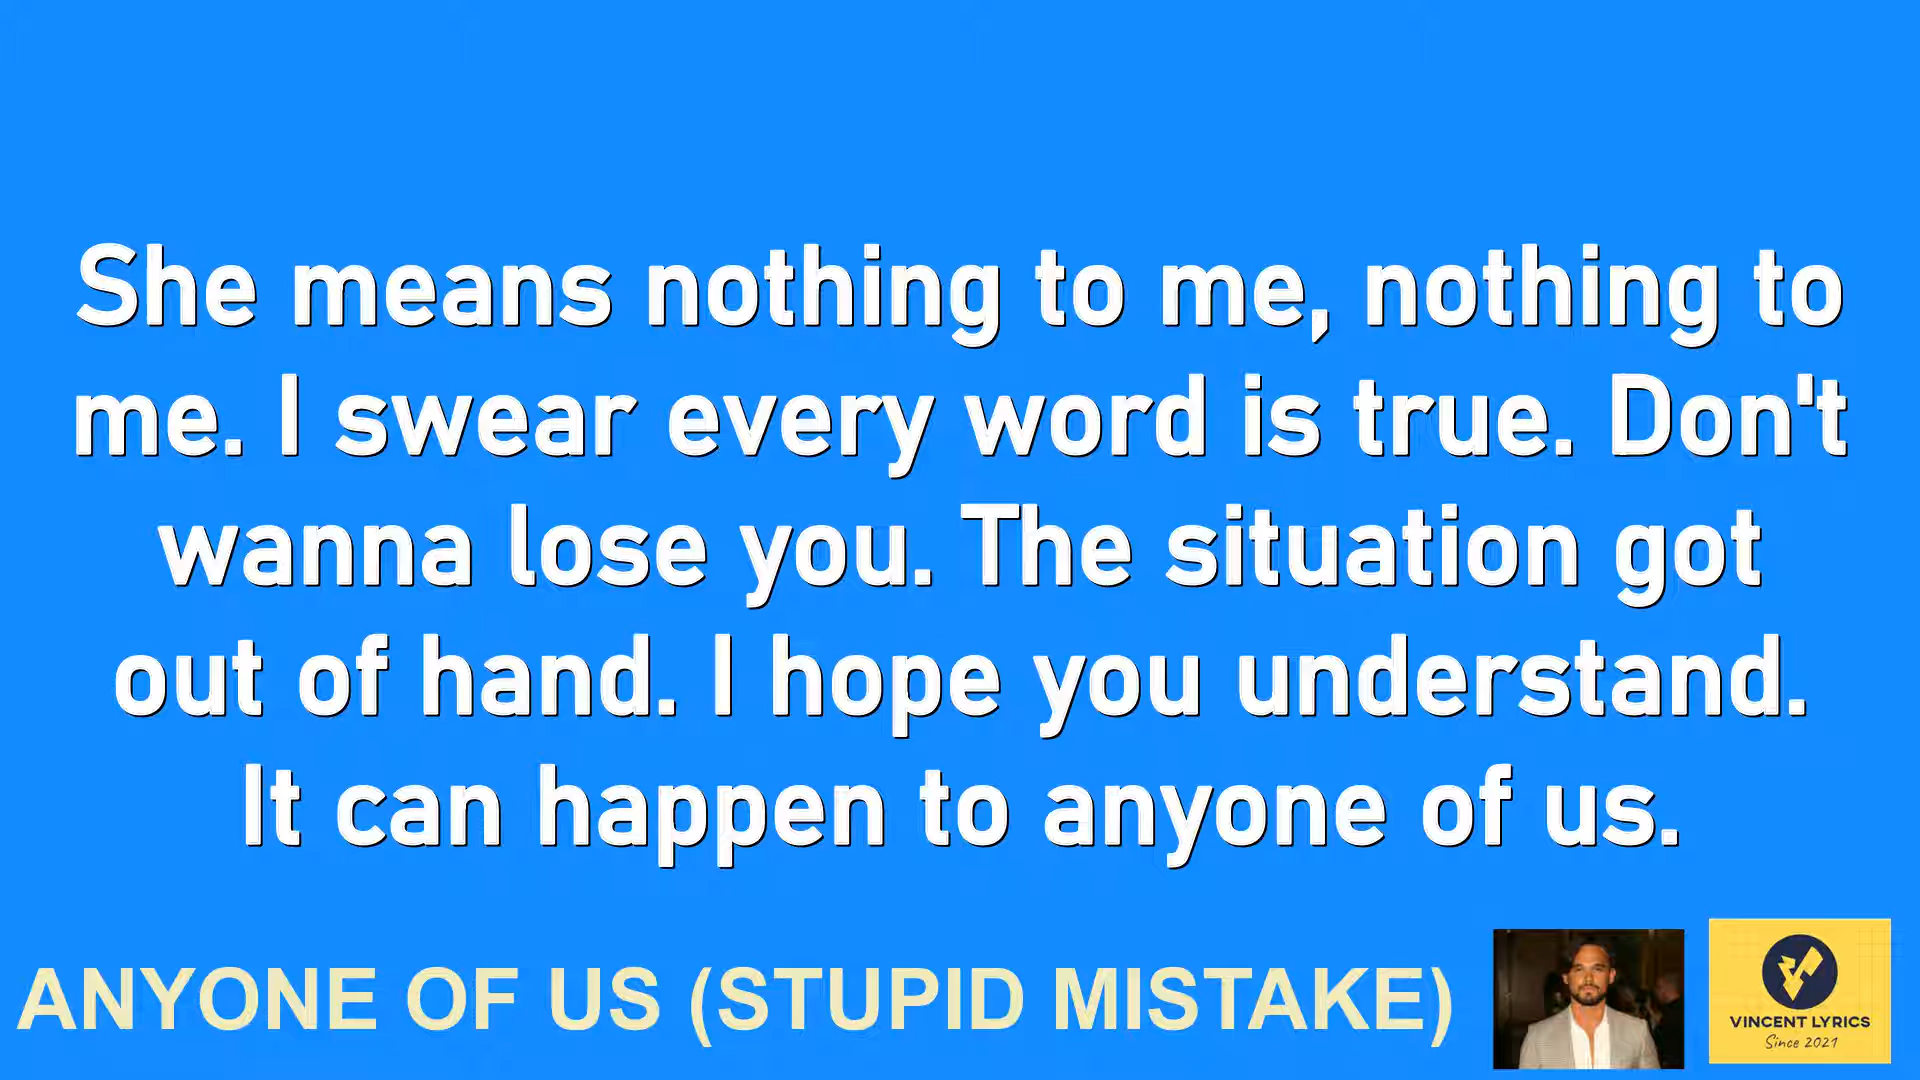 She means nothing to me, nothing to
me. I swear every word is true. Don't
wanna lose you. The situation got
out of hand. I hope you understand.
It can happen to anyone of us.
ANYONE OF US (STUPID MISTAKE)
VINCENT LYRICS
Since 2021